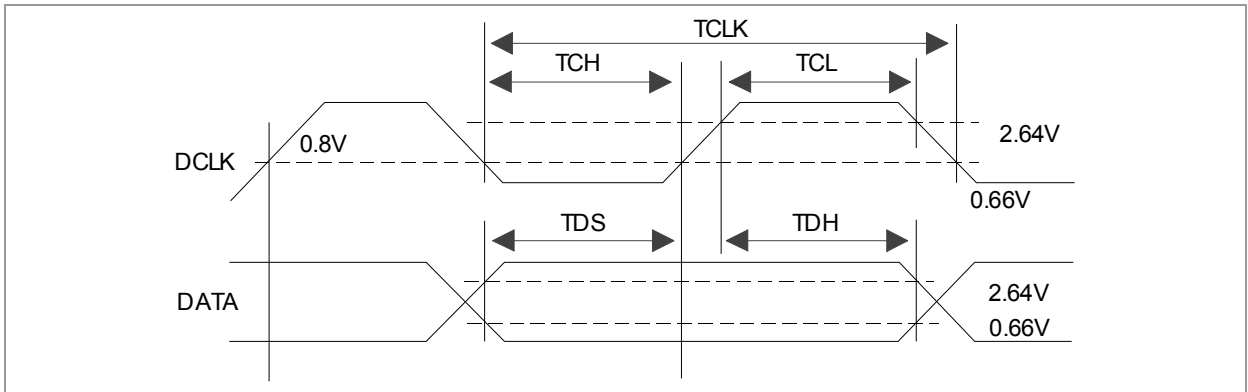 TCLK
TCH TCL
0.8V 2.64V
DCLK
0.66V
TDS TDH
DATA 2.64V
0.66V